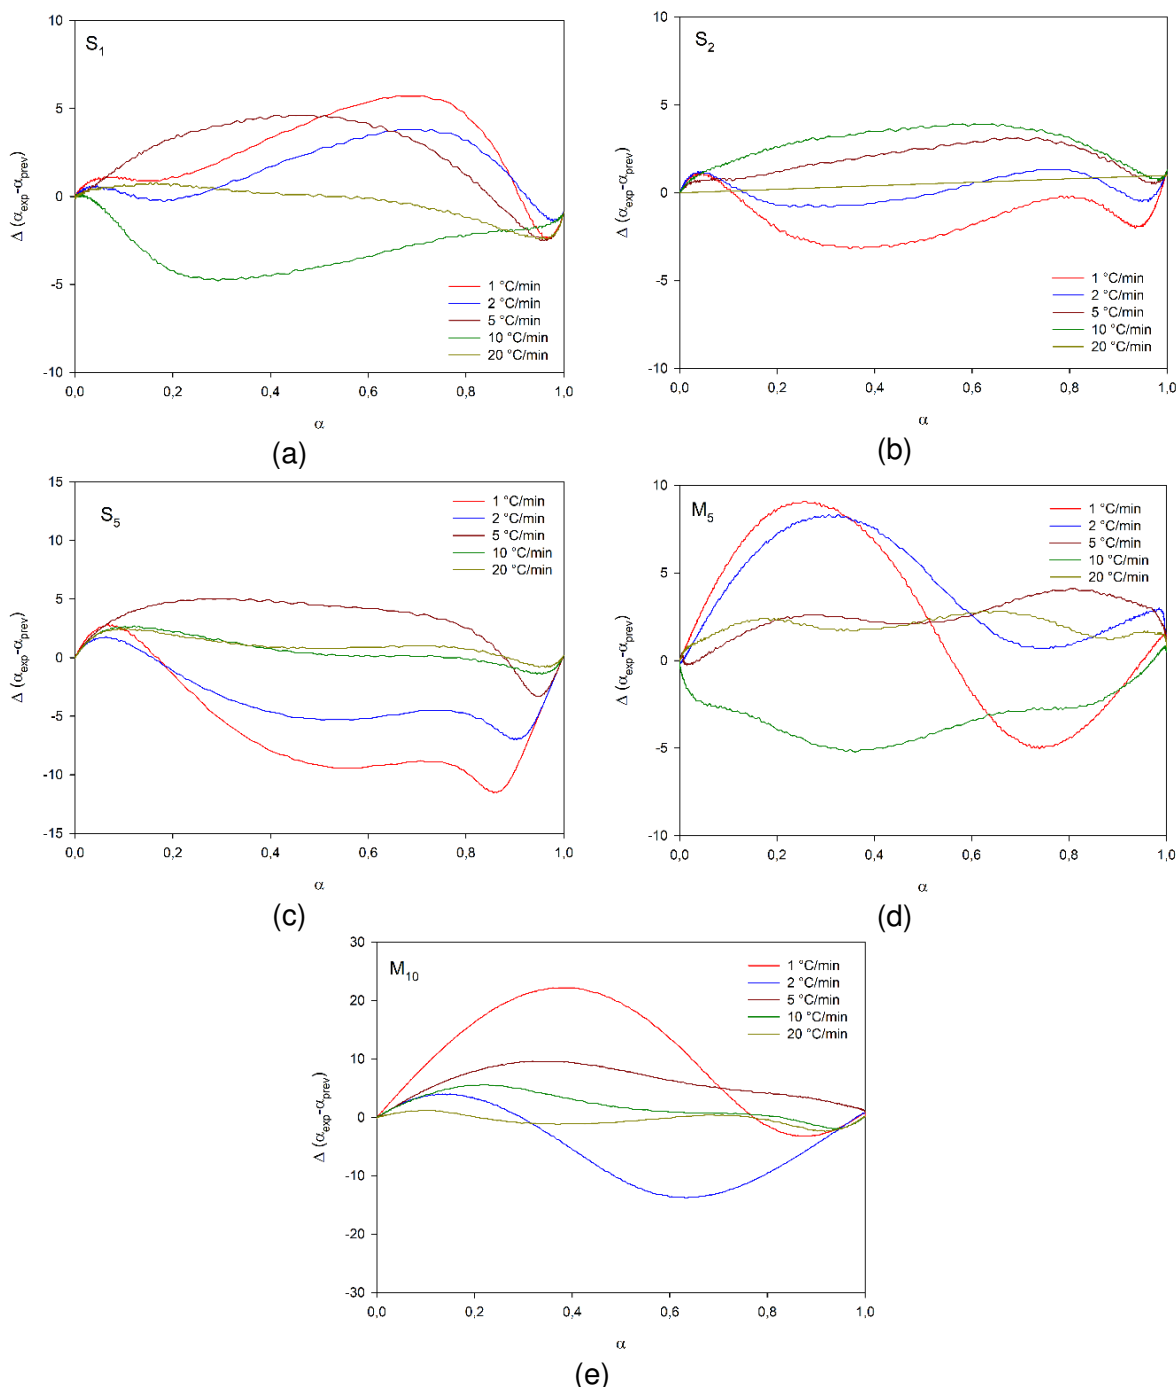 S1
Δ (αexp-αprev)
10
5
0
-5
-10
0,0 0,2 0,4 0,6 0,8 1,0
α
1 °C/min
2 °C/min
5 °C/min
10 °C/min
20 °C/min
(a)
S2
Δ (αexp-αprev)
10
5
0
-5
-10
0,0 0,2 0,4 0,6 0,8 1,0
α
1 °C/min
2 °C/min
5 °C/min
10 °C/min
20 °C/min
(b)
S5
Δ (αexp-αprev)
15
10
5
0
-5
-10
-15
0,0 0,2 0,4 0,6 0,8 1,0
α
1 °C/min
2 °C/min
5 °C/min
10 °C/min
20 °C/min
(c)
M5
Δ (αexp-αprev)
10
5
0
-5
-10
0,0 0,2 0,4 0,6 0,8 1,0
α
1 °C/min
2 °C/min
5 °C/min
10 °C/min
20 °C/min
(d)
M10
Δ (αexp-αprev)
30
20
10
0
-10
-20
-30
0,0 0,2 0,4 0,6 0,8 1,0
α
1 °C/min
2 °C/min
5 °C/min
10 °C/min
20 °C/min
(e)